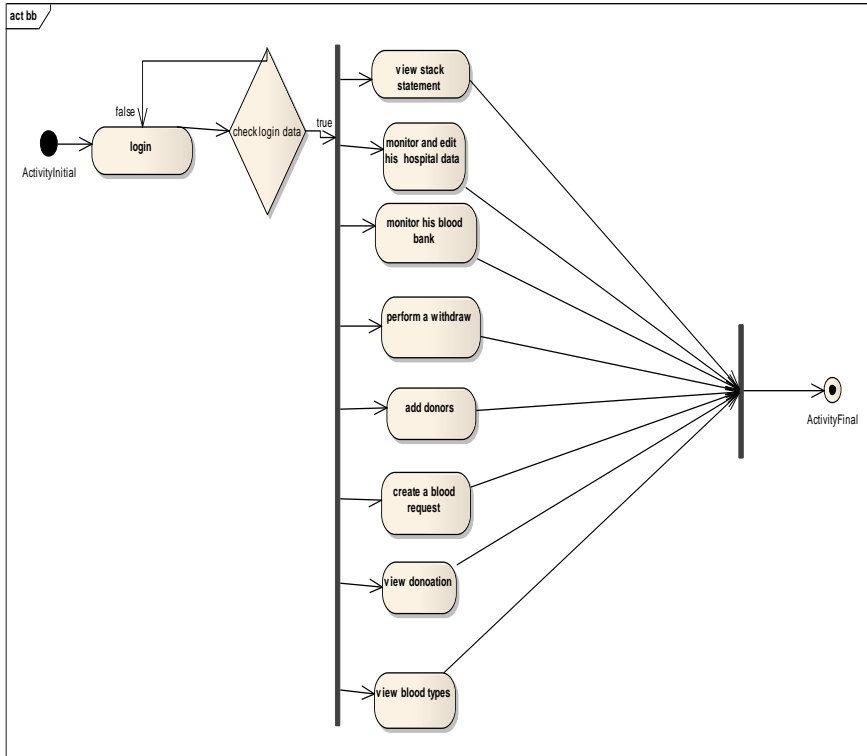 act bb
false
true
ActivityInitial
login
check login data
view stack
statement
monitor and edit
his hospital data
monitor his blood
bank
perform a withdraw
add donors
create a blood
request
view donoation
view blood types
ActivityFinal